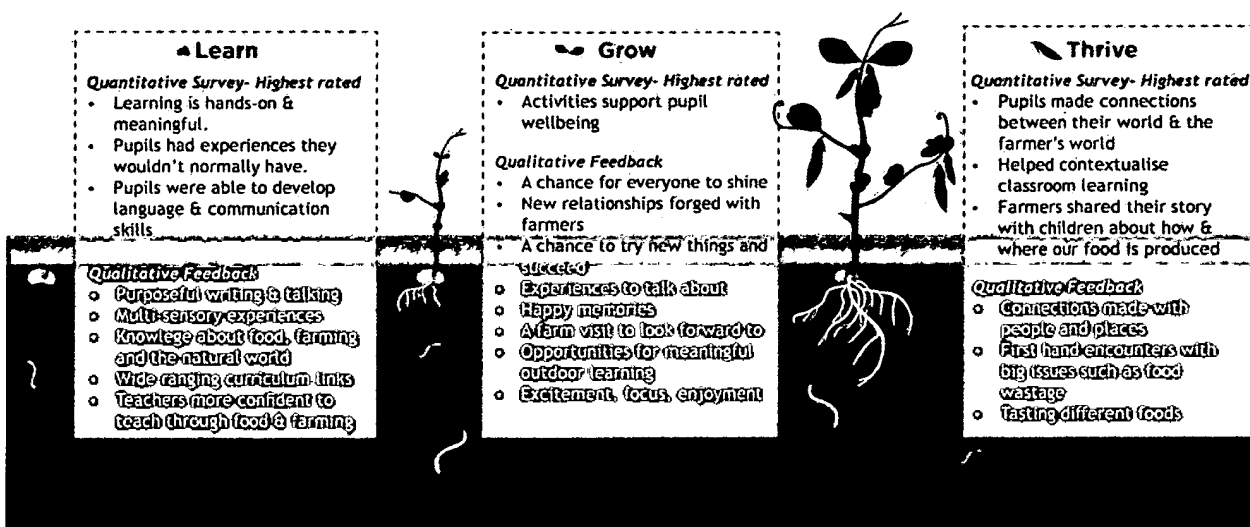 Learn
Quantitative Survey- Highest rated
• Learning is hands-on &
meaningful.
• Pupils had experiences they
wouldn't normally have.
• Pupils were able to develop
language & communication
skills
Qualitative Feedback
o Purposeful writing & talking
o Multi-sensory experiences
o Knowlege about food, farming
and the natural world
o Wide ranging curriculum links
o Teachers more confident to
teach through food & farming
Grow
Quantitative Survey- Highest rated
• Activities support pupil
wellbeing
Qualitative Feedback
• A chance for everyone to shine
• New relationships forged with
farmers
• A chance to try new things and
succeed
o Experiences to talk about
o Happy memories
o A farm visit to look forward to
o Opportunities for meaningful
outdoor learning
o Excitement, focus, enjoyment
Thrive
Quantitative Survey- Highest rated
• Pupils made connections
between their world & the
farmer's world
• Helped contextualise
classroom learning
• Farmers shared their story
with children about how &
where our food is produced
Qualitative Feedback
o Connections made with
people and places
o First hand encounters with
big issues such as food
wastage
o Tasting different foods